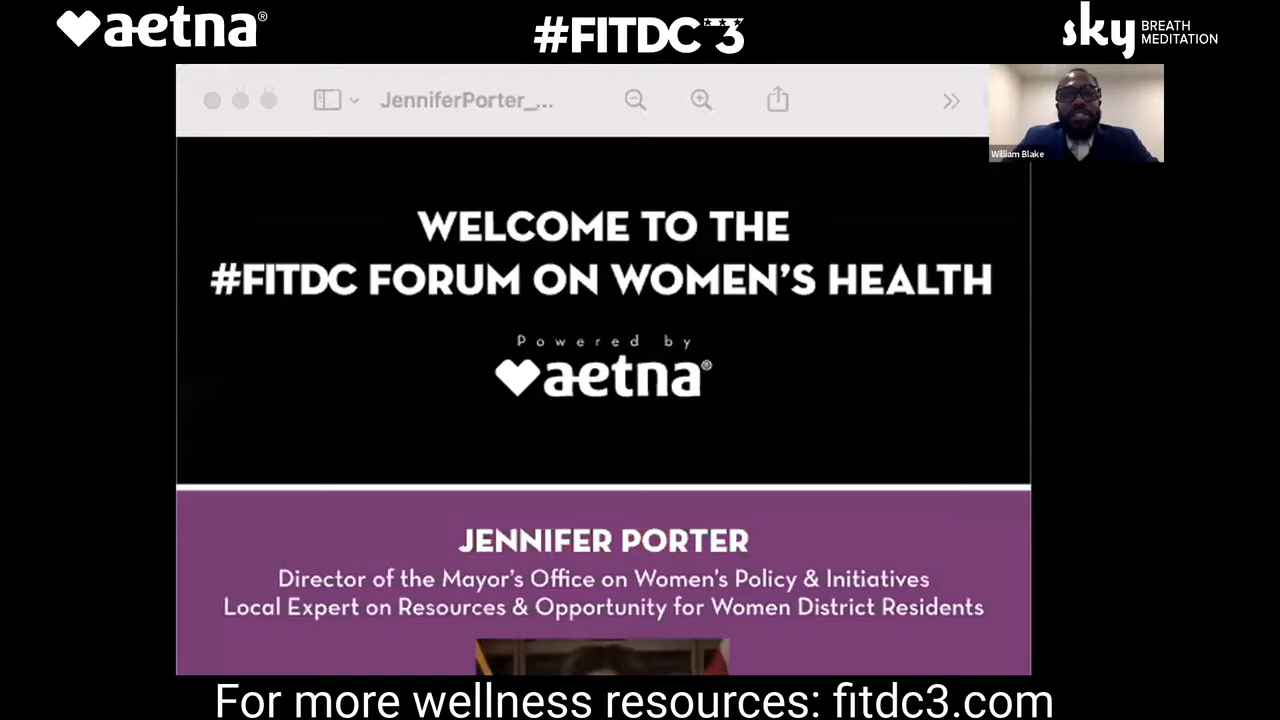 aetna®
#FITDC 3
sky BREATH MEDITATION
JenniferPorter_...
William Blake
WELCOME TO THE
#FITDC FORUM ON WOMEN'S HEALTH
Powered by
aetna®
JENNIFER PORTER
Director of the Mayor's Office on Women's Policy & Initiatives
Local Expert on Resources & Opportunity for Women District Residents
For more wellness resources: fitdc3.com